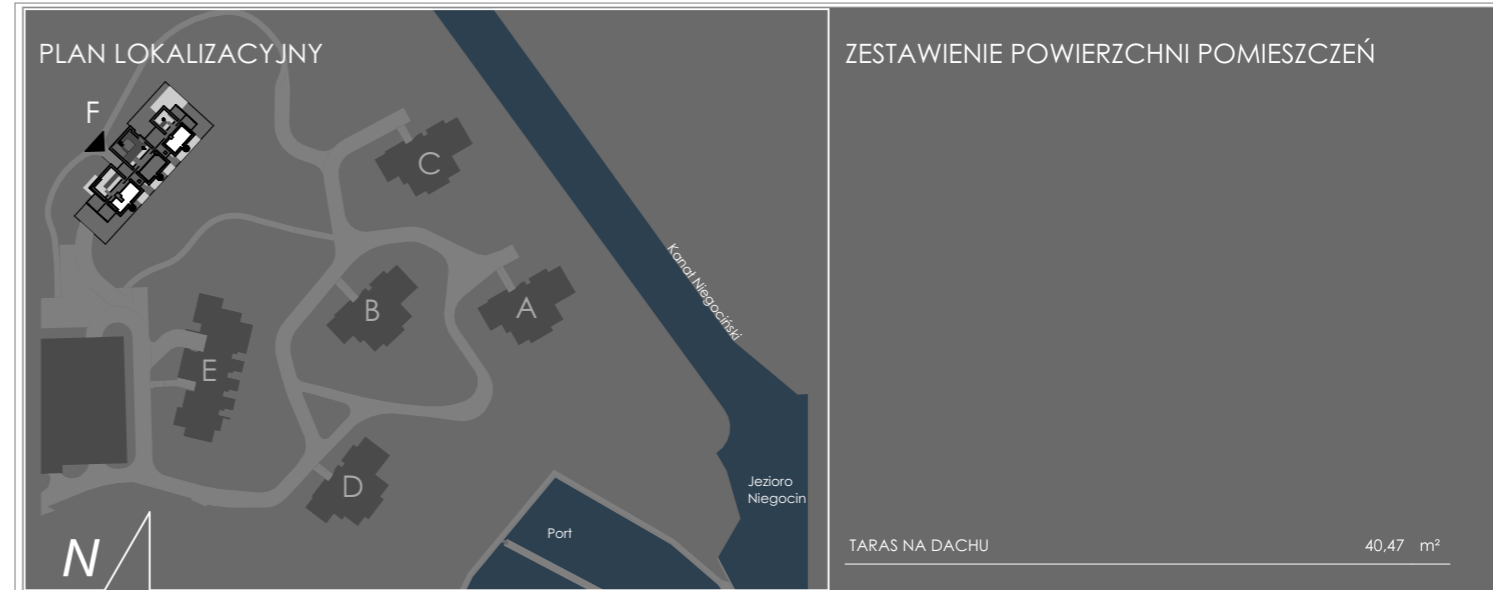 PLAN LOKALIZACYJNY
F
C
Kanał Niegociński
B
A
E
D
Jezioro
Niegocin
Port
N
ZESTAWIENIE POWIERZCHNI POMIESZCZEŃ
TARAS NA DACHU 40,47 m²